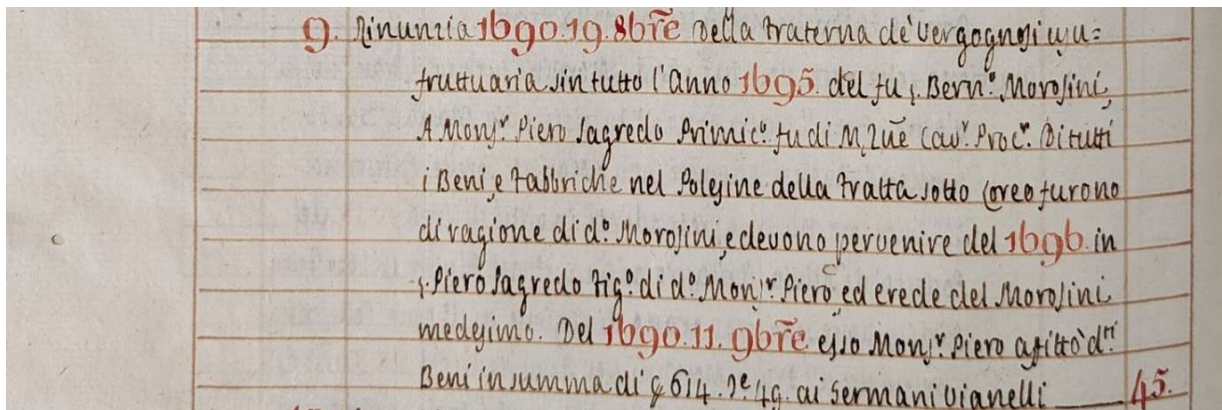 9. Rinunzia 1690. 19. 8bre della fraterna de' vergognosi usu=
fruttuaria sin tutto l'anno 1695. del fu s. Bern.º Morosini,
A Mons.r Piero Sagredo Primic.o fu di M, Zuē Cav.r Proc.r Di tutti
i Beni, e Fabbriche nel Polesine della Fratta sotto Loreo furono
di ragione di d.º Morosini, e devono pervenire del 1696. in
s. Piero Sagredo Fig.º di d.º Mons.r Piero ed erede del Morosini
medesimo. Del 1690. 11. 9bre esso Mons.r Piero afittò d.ti
Beni in summa di 614. 49. ai Germani Vianelli 45.